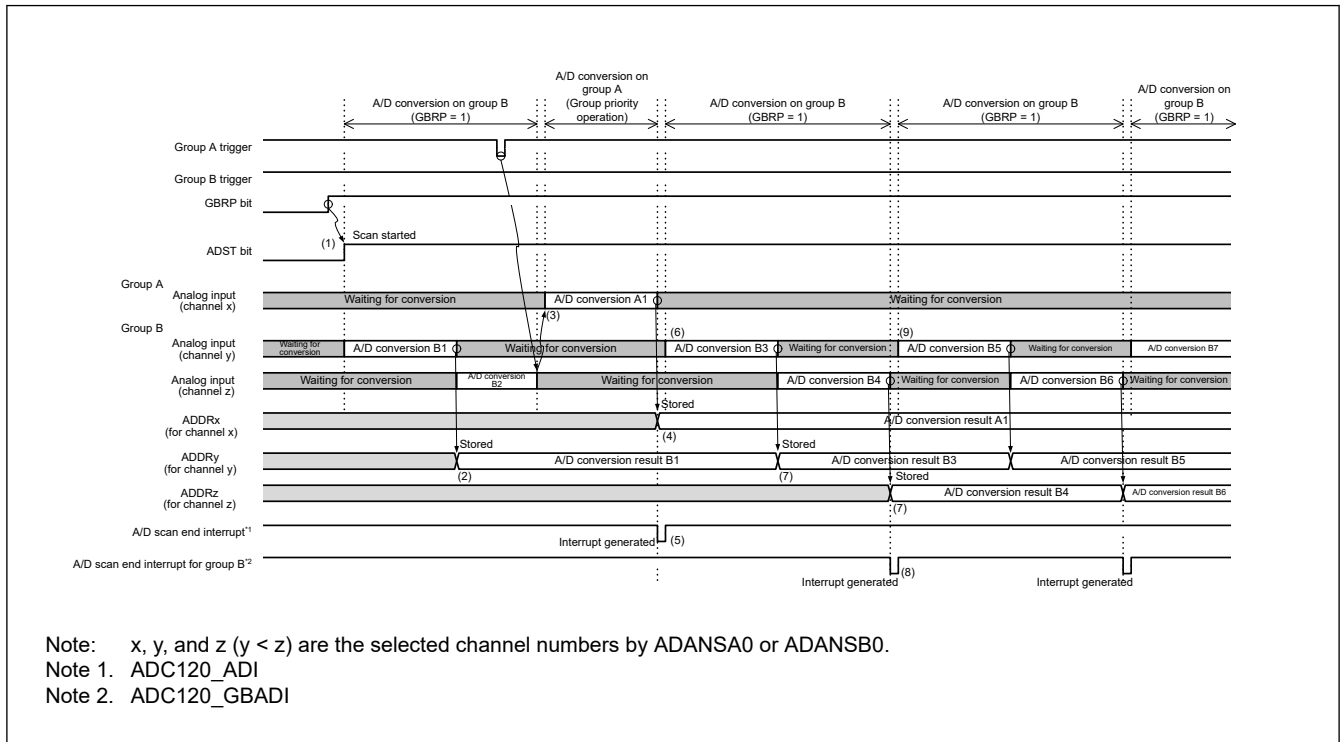 A/D conversion on
group A
(Group priority
operation)
A/D conversion on group B
(GBRP = 1)
A/D conversion on group B
(GBRP = 1)
A/D conversion on group B
(GBRP = 1)
A/D conversion on
group B
(GBRP = 1)
Group A trigger
Group B trigger
GBRP bit
(1)
Scan started
ADST bit
Group A
Analog input
(channel x)
Waiting for conversion
A/D conversion A1
Waiting for conversion
(3)
Group B
(6)
(9)
Analog input
(channel y)
Waiting for
conversion
A/D conversion B1
Waiting for conversion
A/D conversion B3
Waiting for conversion
A/D conversion B5
Waiting for conversion
A/D conversion B7
Analog input
(channel z)
Waiting for conversion
A/D conversion
B2
Waiting for conversion
A/D conversion B4
Waiting for conversion
A/D conversion B6
Waiting for conversion
Stored
ADDRx
(for channel x)
A/D conversion result A1
(4)
Stored
Stored
ADDRy
(for channel y)
A/D conversion result B1
A/D conversion result B3
A/D conversion result B5
(2)
(7)
Stored
ADDRz
(for channel z)
A/D conversion result B4
A/D conversion result B6
(7)
A/D scan end interrupt*1
Interrupt generated
(5)
A/D scan end interrupt for group B*2
Interrupt generated
(8)
Interrupt generated
Note: x, y, and z (y < z) are the selected channel numbers by ADANSA0 or ADANSB0.
Note 1. ADC120_ADI
Note 2. ADC120_GBADI